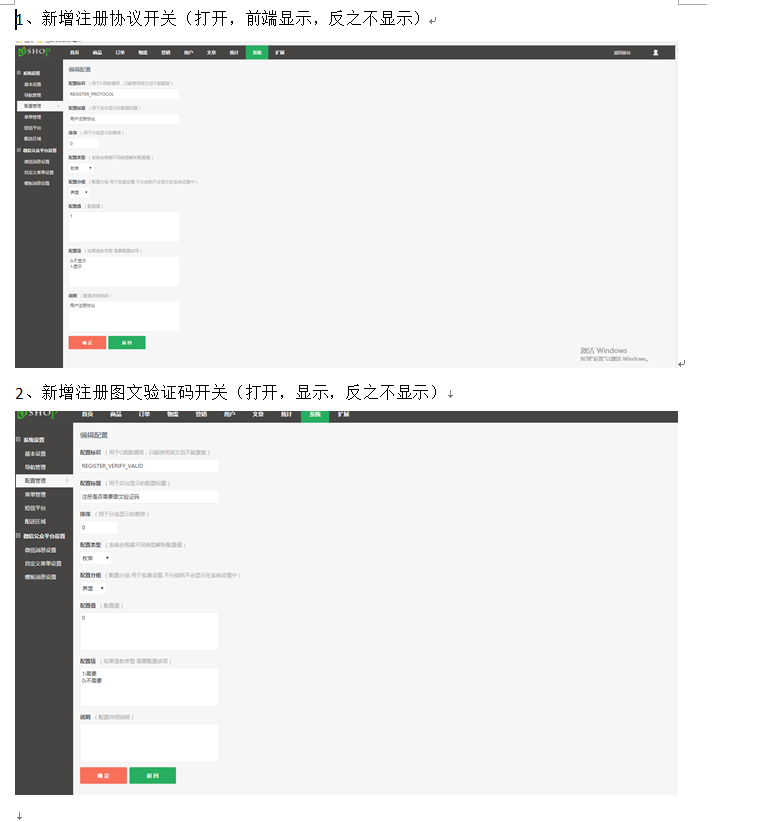 1、新增注册协议开关（打开，前端显示，反之不显示）
SHOP 首页 商品 订单 物流 营销 用户 文章 统计 系统 扩展 返回前台
系统设置
基本设置
导航管理
配置管理
菜单管理
短信平台
配送区域
微信公众平台设置
微信消息设置
自定义菜单设置
模板消息设置
编辑配置
配置标识 （用于C函数调用，只能使用英文且不能重复）
REGISTER_PROTOCOL
配置标题 （用于后台显示的配置标题）
用户注册协议
排序 （用于分组显示的顺序）
0
配置类型 （系统会根据不同类型解析配置值）
枚举
配置分组 （配置分组 用于批量设置 不分组则不会显示在系统设置中）
界面
配置值 （配置值）
1
配置项 （如果是枚举型 需要配置该项）
0:不显示
1:显示
说明 （配置详细说明）
用户注册协议
确 定 返 回
激活 Windows
转到"设置"以激活 Windows。
2、新增注册图文验证码开关（打开，显示，反之不显示）
SHOP 首页 商品 订单 物流 营销 用户 文章 统计 系统 扩展
系统设置
基本设置
导航管理
配置管理
菜单管理
短信平台
配送区域
微信公众平台设置
微信消息设置
自定义菜单设置
模板消息设置
编辑配置
配置标识 （用于C函数调用，只能使用英文且不能重复）
REGISTER_VERIFY_VALID
配置标题 （用于后台显示的配置标题）
注册是否需要图文验证码
排序 （用于分组显示的顺序）
0
配置类型 （系统会根据不同类型解析配置值）
枚举
配置分组 （配置分组 用于批量设置 不分组则不会显示在系统设置中）
界面
配置值 （配置值）
0
配置项 （如果是枚举型 需要配置该项）
1:需要
0:不需要
说明 （配置详细说明）
确 定 返 回